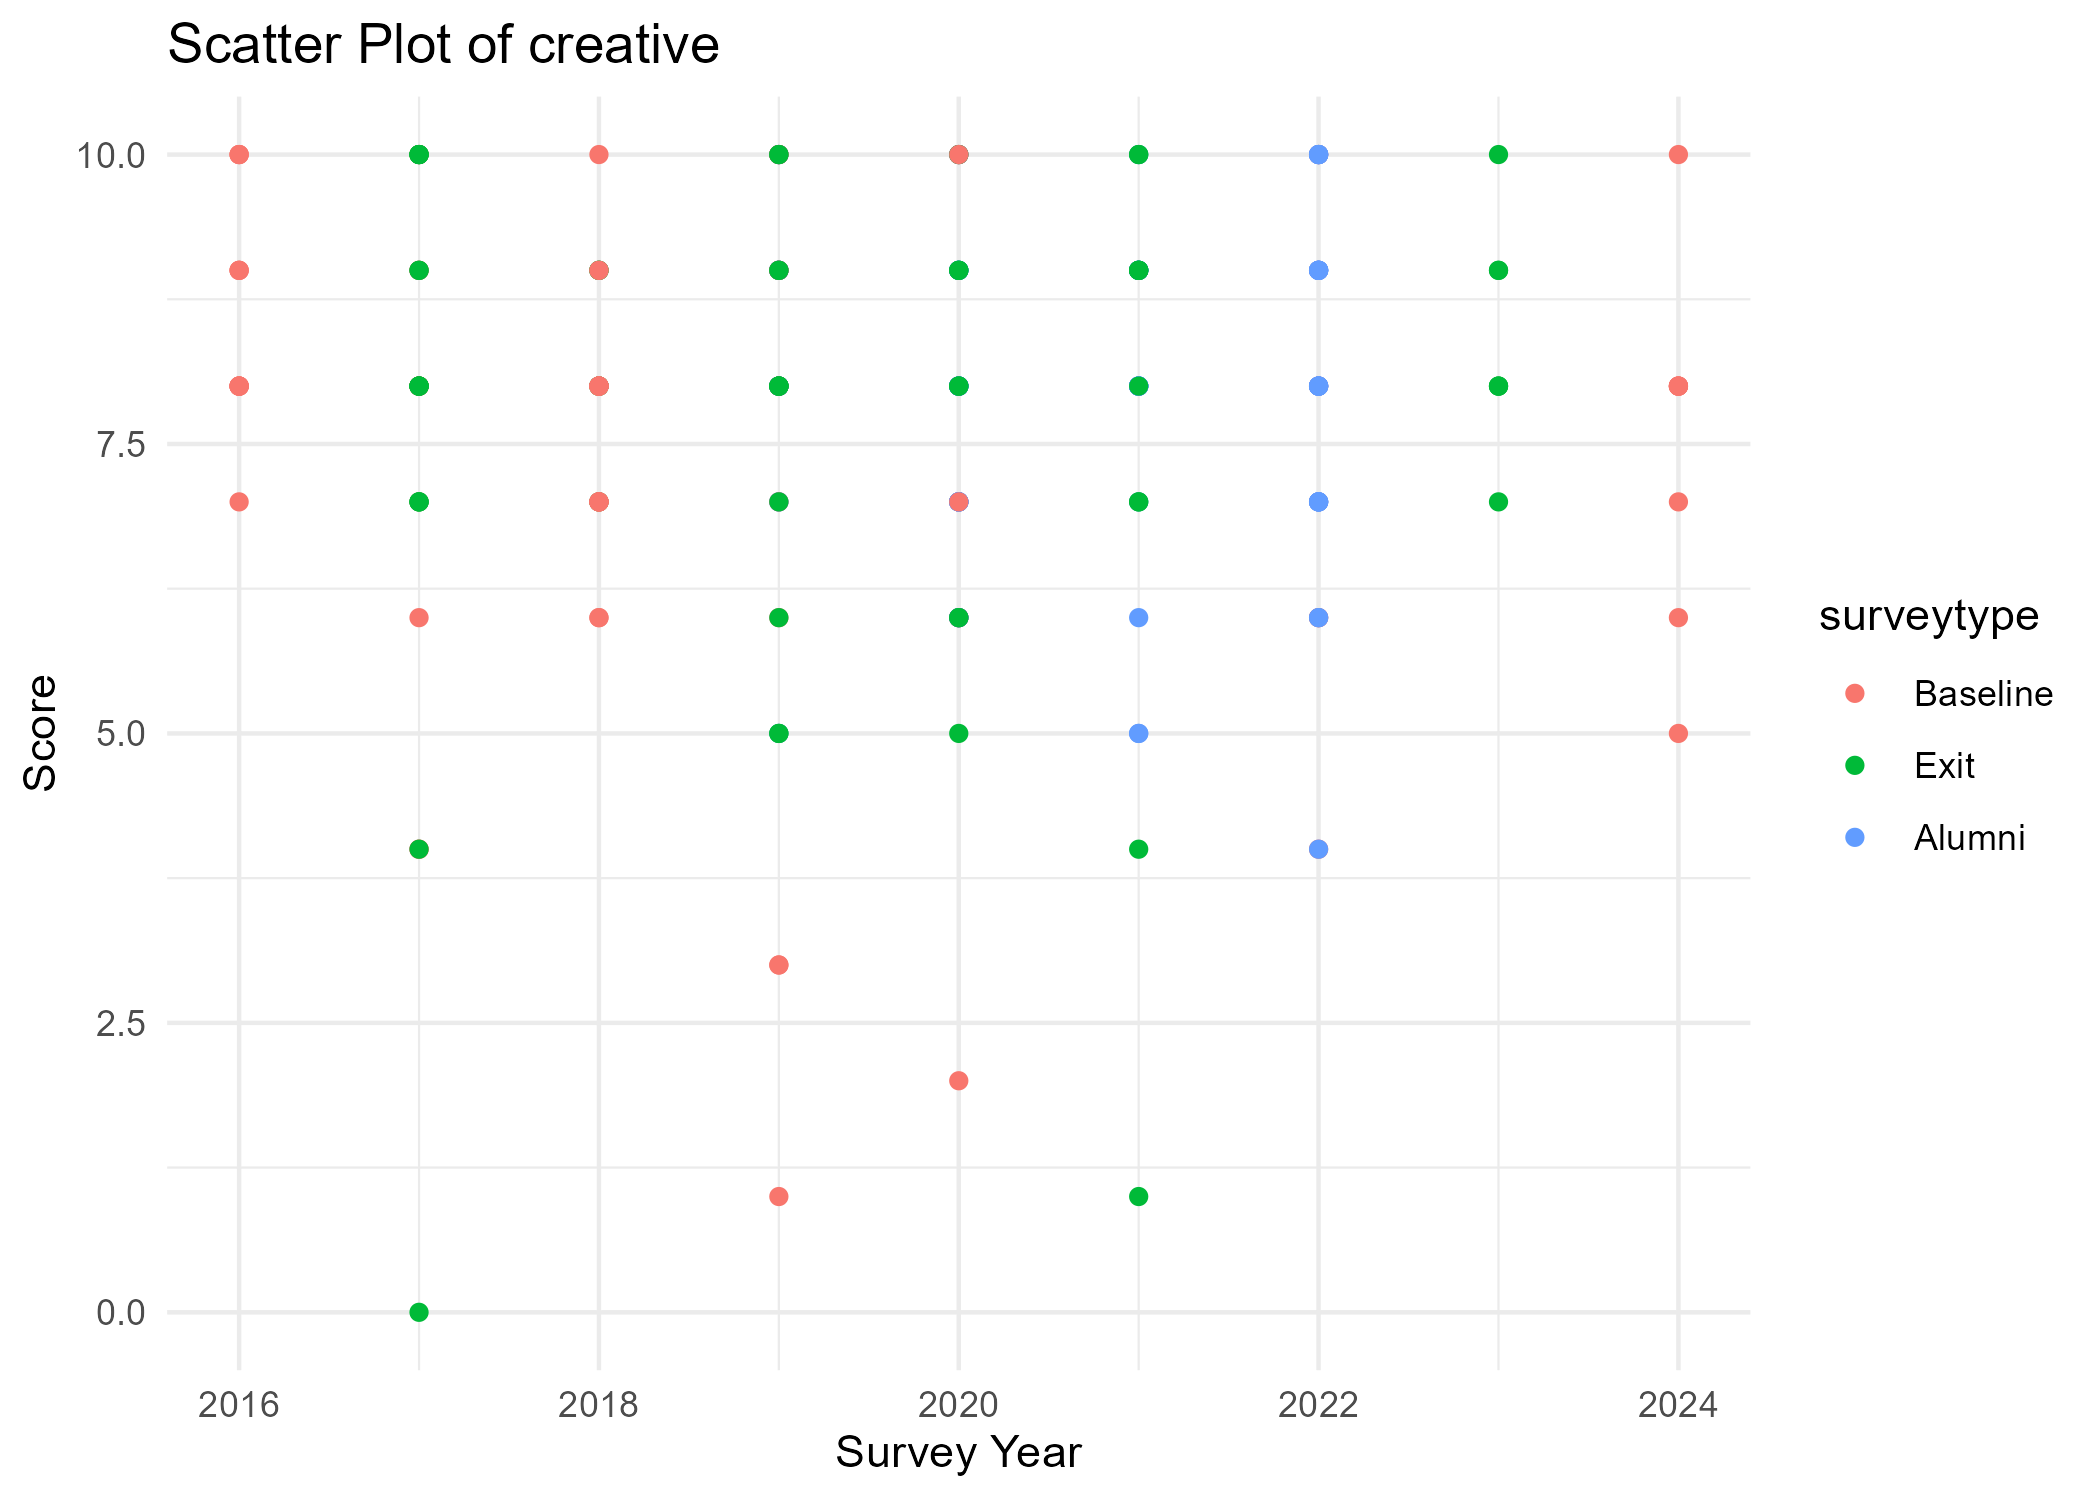 Scatter Plot of creative
10.0
7.5
5.0
2.5
0.0
Score
2016
2018
2020
2022
2024
Survey Year
surveytype
Baseline
Exit
Alumni